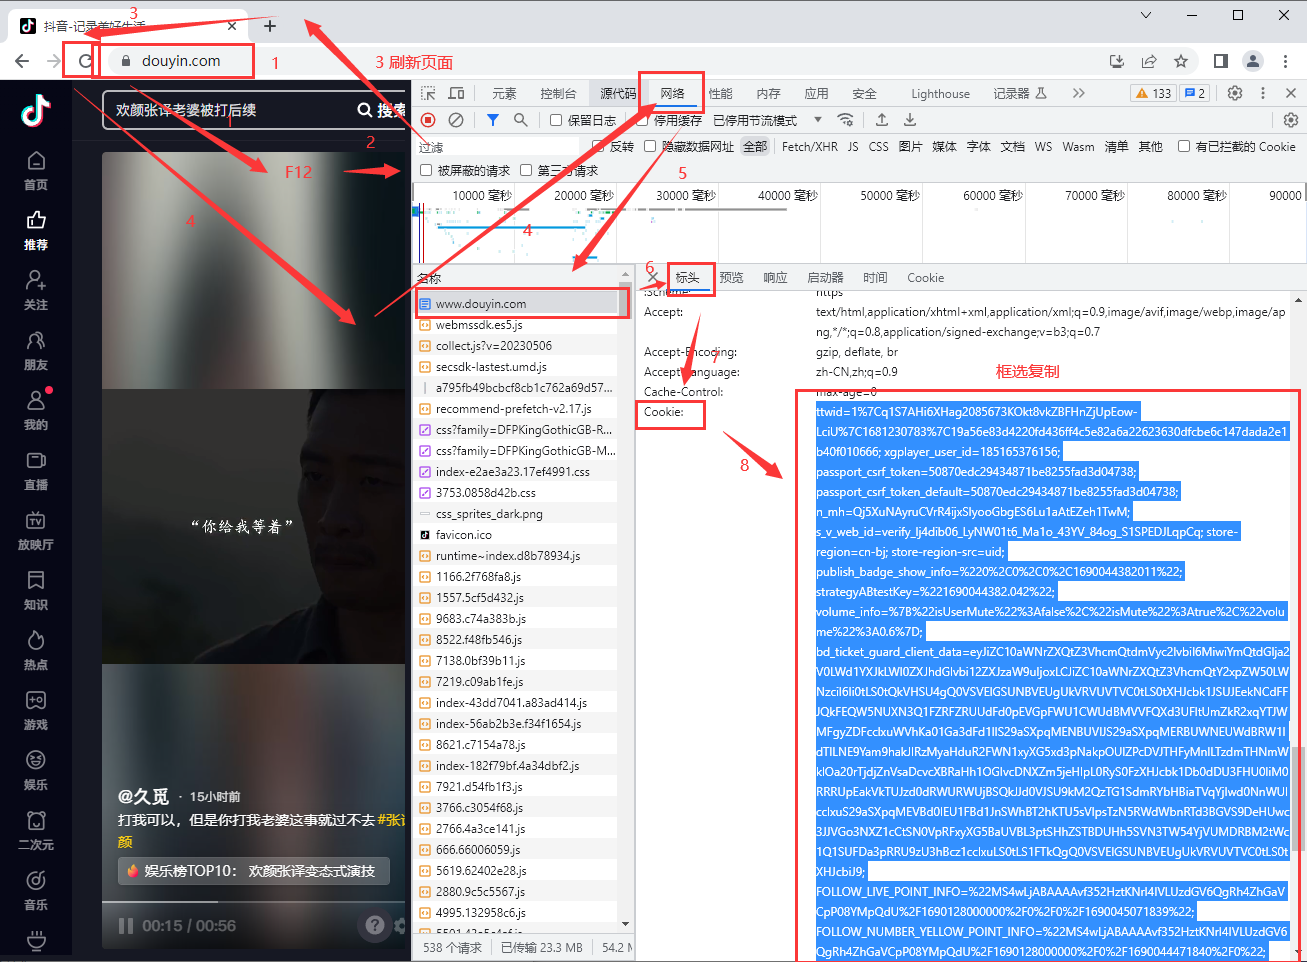 3
抖音-记录美好生活
douyin.com
1
3 刷新页面
欢颜张译老婆被打后续
搜索
1
2
F12
4
首页
推荐
关注
朋友
我的
直播
放映厅
知识
热点
游戏
娱乐
二次元
音乐
“你给我等着”
@久觅 · 15小时前
打我可以，但是你打我老婆这事就过不去 #张译
颜
娱乐榜TOP10： 欢颜张译变态式演技
00:15 / 00:56
元素
控制台
源代码
网络
性能
内存
应用
安全
Lighthouse
记录器
133
2
保留日志
停用缓存
已停用节流模式
过滤
反转
隐藏数据网址
全部
Fetch/XHR
JS
CSS
图片
媒体
字体
文档
WS
Wasm
清单
其他
有已拦截的 Cookie
被屏蔽的请求
第三方请求
5
10000 毫秒
20000 毫秒
30000 毫秒
40000 毫秒
50000 毫秒
60000 毫秒
70000 毫秒
80000 毫秒
90000
4
名称
www.douyin.com
webmssdk.es5.js
collect.js?v=20230506
secsdk-lastest.umd.js
a795fb49bcbcf8cb1c762a69d57...
recommend-prefetch-v2.17.js
css?family=DFPKingGothicGB-R...
css?family=DFPKingGothicGB-M...
index-e2ae3a23.17ef4991.css
3753.0858d42b.css
css_sprites_dark.png
favicon.ico
runtime~index.d8b78934.js
1166.2f768fa8.js
1557.5cf5d432.js
9683.c74a383b.js
8522.f48fb546.js
7138.0bf39b11.js
7219.c09ab1fe.js
index-43dd7041.a83ad414.js
index-56ab2b3e.f34f1654.js
8621.c7154a78.js
index-182f79bf.4a34dbf2.js
7921.d54fb1f3.js
3766.c3054f68.js
2766.4a3ce141.js
666.66006059.js
5619.62402e28.js
2880.9c5c5567.js
4995.132958c6.js
538 个请求
已传输 23.3 MB
54.2 M
6
标头
预览
响应
启动器
时间
Cookie
:Scheme:
https
Accept:
text/html,application/xhtml+xml,application/xml;q=0.9,image/avif,image/webp,image/ap
ng,*/*;q=0.8,application/signed-exchange;v=b3;q=0.7
Accept-Encoding:
gzip, deflate, br
7
Accept-Language:
zh-CN,zh;q=0.9
框选复制
Cache-Control:
max-age=0
Cookie:
8
ttwid=1%7Cq1S7AHi6XHag2085673KOkt8vkZBFHnZjUpEow-
LciU%7C1681230783%7C19a56e83d4220fd436ff4c5e82a6a22623630dfcbe6c147dada2e1
b40f010666; xgplayer_user_id=185165376156;
passport_csrf_token=50870edc29434871be8255fad3d04738;
passport_csrf_token_default=50870edc29434871be8255fad3d04738;
n_mh=Qj5XuNAyruCVrR4ijxSlyooGbgES6Lu1aAtEZeh1TwM;
s_v_web_id=verify_lj4dib06_LyNW01t6_Ma1o_43YV_84og_S1SPEDJLqpCq; store-
region=cn-bj; store-region-src=uid;
publish_badge_show_info=%220%2C0%2C0%2C1690044382011%22;
strategyABtestKey=%221690044382.042%22;
volume_info=%7B%22isUserMute%22%3Afalse%2C%22isMute%22%3Atrue%2C%22volu
me%22%3A0.6%7D;
XHJcbiJ9;